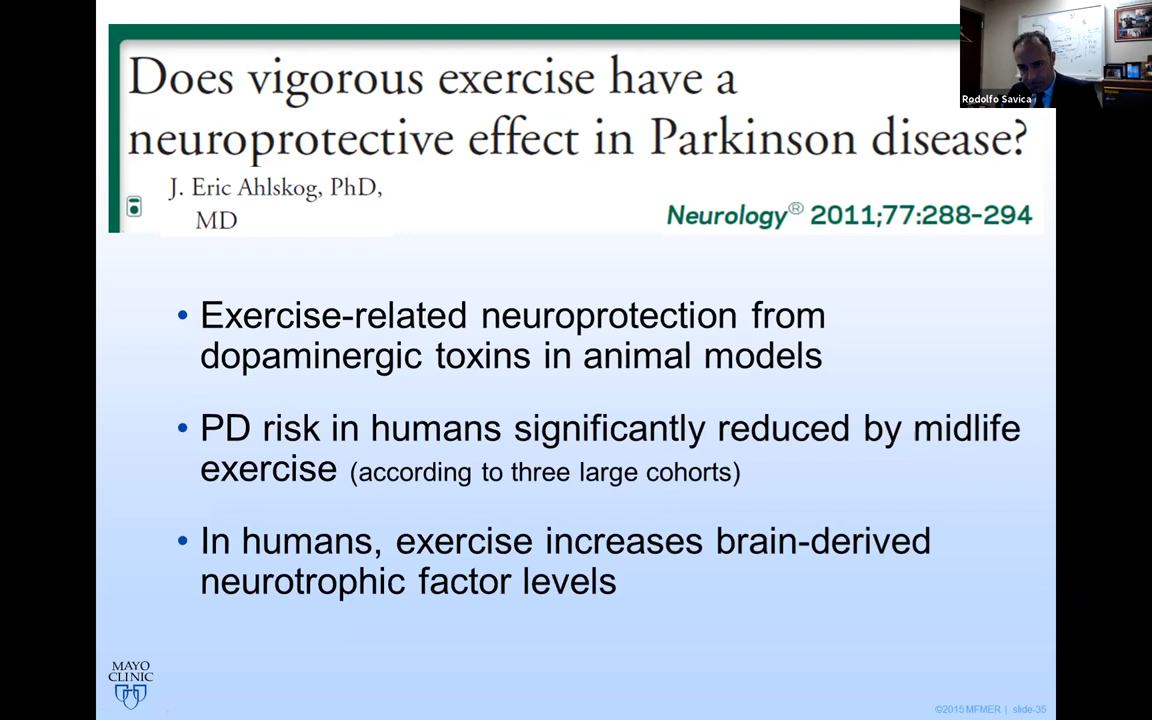 Does vigorous exercise have a
neuroprotective effect in Parkinson disease?
J. Eric Ahlskog, PhD,
MD
Neurology® 2011;77:288-294
Rodolfo Savica
• Exercise-related neuroprotection from
dopaminergic toxins in animal models
• PD risk in humans significantly reduced by midlife
exercise (according to three large cohorts)
• In humans, exercise increases brain-derived
neurotrophic factor levels
MAYO
CLINIC
©2015 MFMER | slide-35